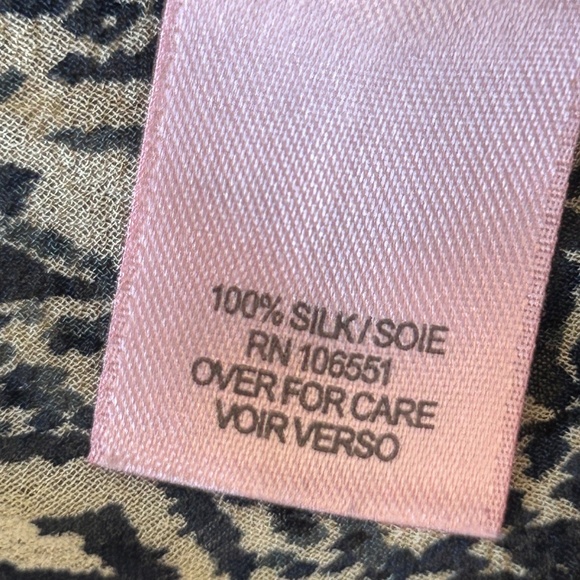 100% SILK/SOIE
RN 106551
OVER FOR CARE
VOIR VERSO